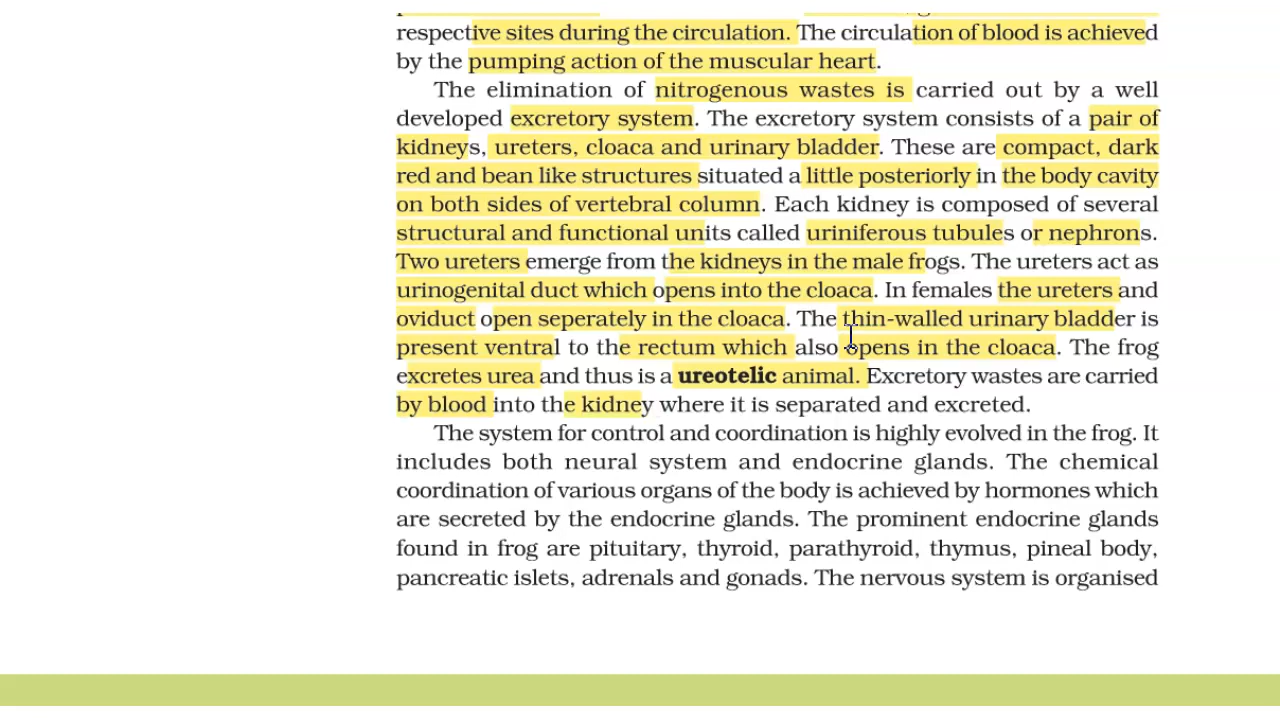 respective sites during the circulation. The circulation of blood is achieved
by the pumping action of the muscular heart.
The elimination of nitrogenous wastes is carried out by a well
developed excretory system. The excretory system consists of a pair of
kidneys, ureters, cloaca and urinary bladder. These are compact, dark
red and bean like structures situated a little posteriorly in the body cavity
on both sides of vertebral column. Each kidney is composed of several
structural and functional units called uriniferous tubules or nephrons.
Two ureters emerge from the kidneys in the male frogs. The ureters act as
urinogenital duct which opens into the cloaca. In females the ureters and
oviduct open seperately in the cloaca. The thin-walled urinary bladder is
present ventral to the rectum which also opens in the cloaca. The frog
excretes urea and thus is a ureotelic animal. Excretory wastes are carried
by blood into the kidney where it is separated and excreted.
The system for control and coordination is highly evolved in the frog. It
includes both neural system and endocrine glands. The chemical
coordination of various organs of the body is achieved by hormones which
are secreted by the endocrine glands. The prominent endocrine glands
found in frog are pituitary, thyroid, parathyroid, thymus, pineal body,
pancreatic islets, adrenals and gonads. The nervous system is organised